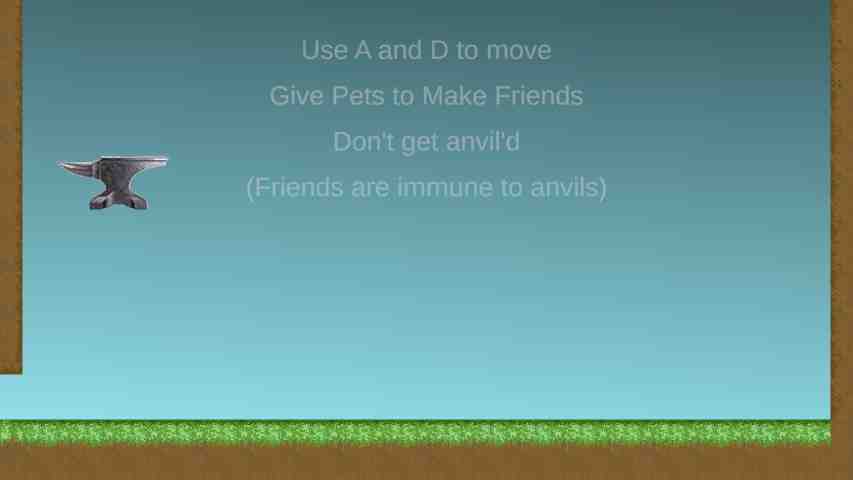 Use A and D to move
Give Pets to Make Friends
Don't get anvil'd
(Friends are immune to anvils)